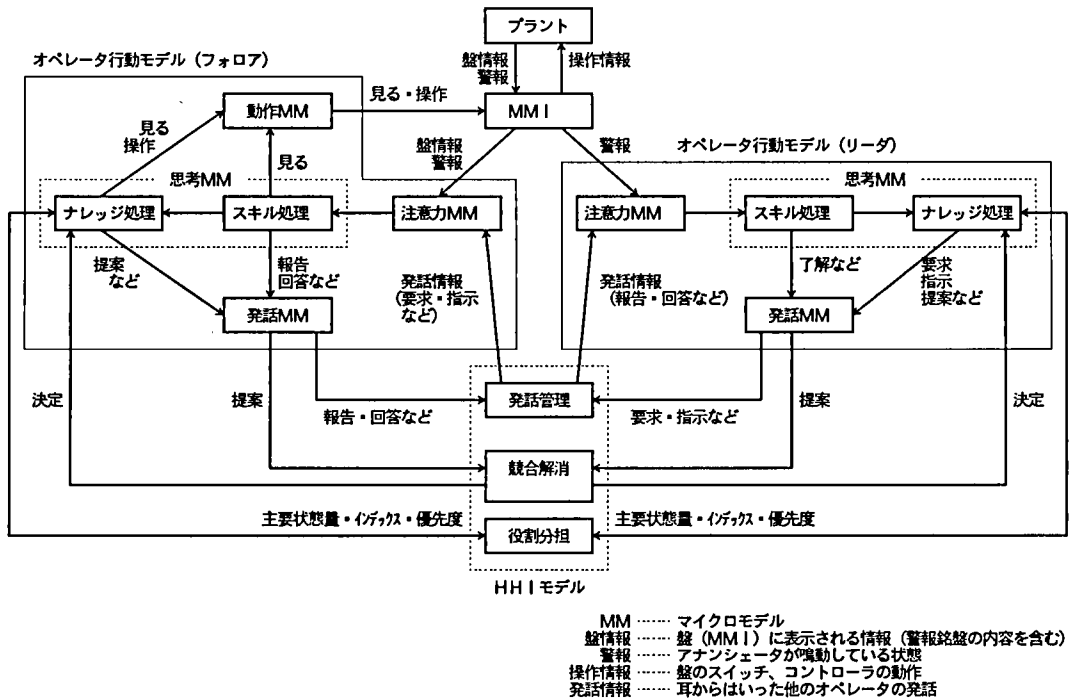 プラント
オペレータ行動モデル（フォロア）
盤情報
警報
操作情報
見る・操作
動作MM
MMI
見る
操作
見る
盤情報
警報
警報
オペレータ行動モデル（リーダ）
思考MM
思考MM
ナレッジ処理
スキル処理
注意力MM
注意力MM
スキル処理
ナレッジ処理
提案
など
報告
回答など
発話情報
（要求・指示
など）
発話情報
（報告・回答など）
了解など
要求
指示
提案など
発話MM
発話MM
決定
提案
報告・回答など
発話管理
要求・指示など
提案
決定
競合解消
主要状態量・インデックス・優先度
役割分担
主要状態量・インデックス・優先度
HHIモデル
MM ……… マイクロモデル
盤情報 ……… 盤（MMI）に表示される情報（警報銘盤の内容を含む）
警報 ……… アナンシェータが鳴動している状態
操作情報 ……… 盤のスイッチ、コントローラの動作
発話情報 ……… 耳からはいった他のオペレータの発話